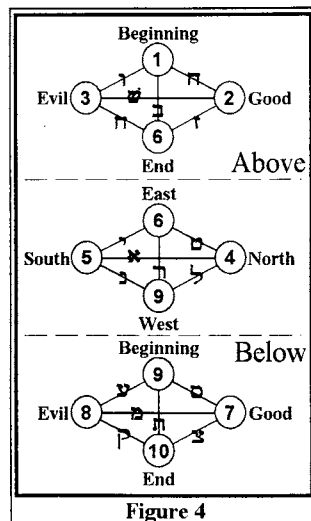 Beginning
1
ו ה
Evil 3 ש ב 2 Good
ח ז
6
End
Above
East
6
י ט
South 5 א 4 North
נ ל
9
West
Below
Beginning
9
ע ס
Evil 8 מ ת 7 Good
ק צ
10
End
Figure 4